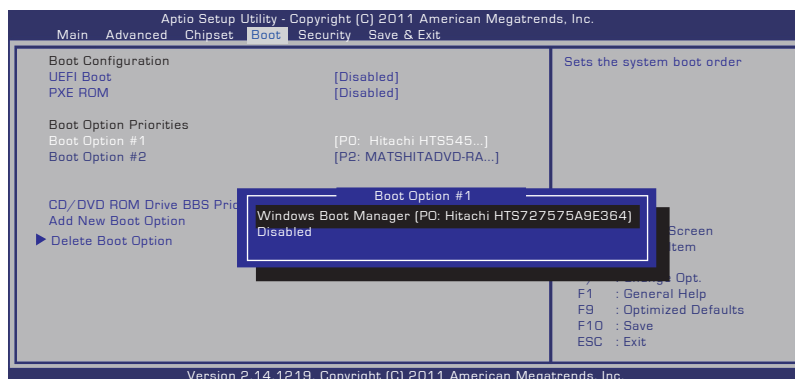 Aptio Setup Utility - Copyright (C) 2011 American Megatrends, Inc.
Main Advanced Chipset Boot Security Save & Exit
Boot Configuration
UEFI Boot [Disabled]
PXE ROM [Disabled]
Boot Option Priorities
Boot Option #1 [P0: Hitachi HTS545...]
Boot Option #2 [P2: MATSHITADVD-RA...]
CD/DVD ROM Drive BBS
Add New Boot Option
Delete Boot Option
Sets the system boot order
Boot Option #1
Windows Boot Manager (P0: Hitachi HTS727575A9E364)
Disabled
Screen
Opt.
F1 : General Help
F9 : Optimized Defaults
F10 : Save
ESC : Exit
Version 2.14.1219. Copyright (C) 2011 American Megatrends, Inc.